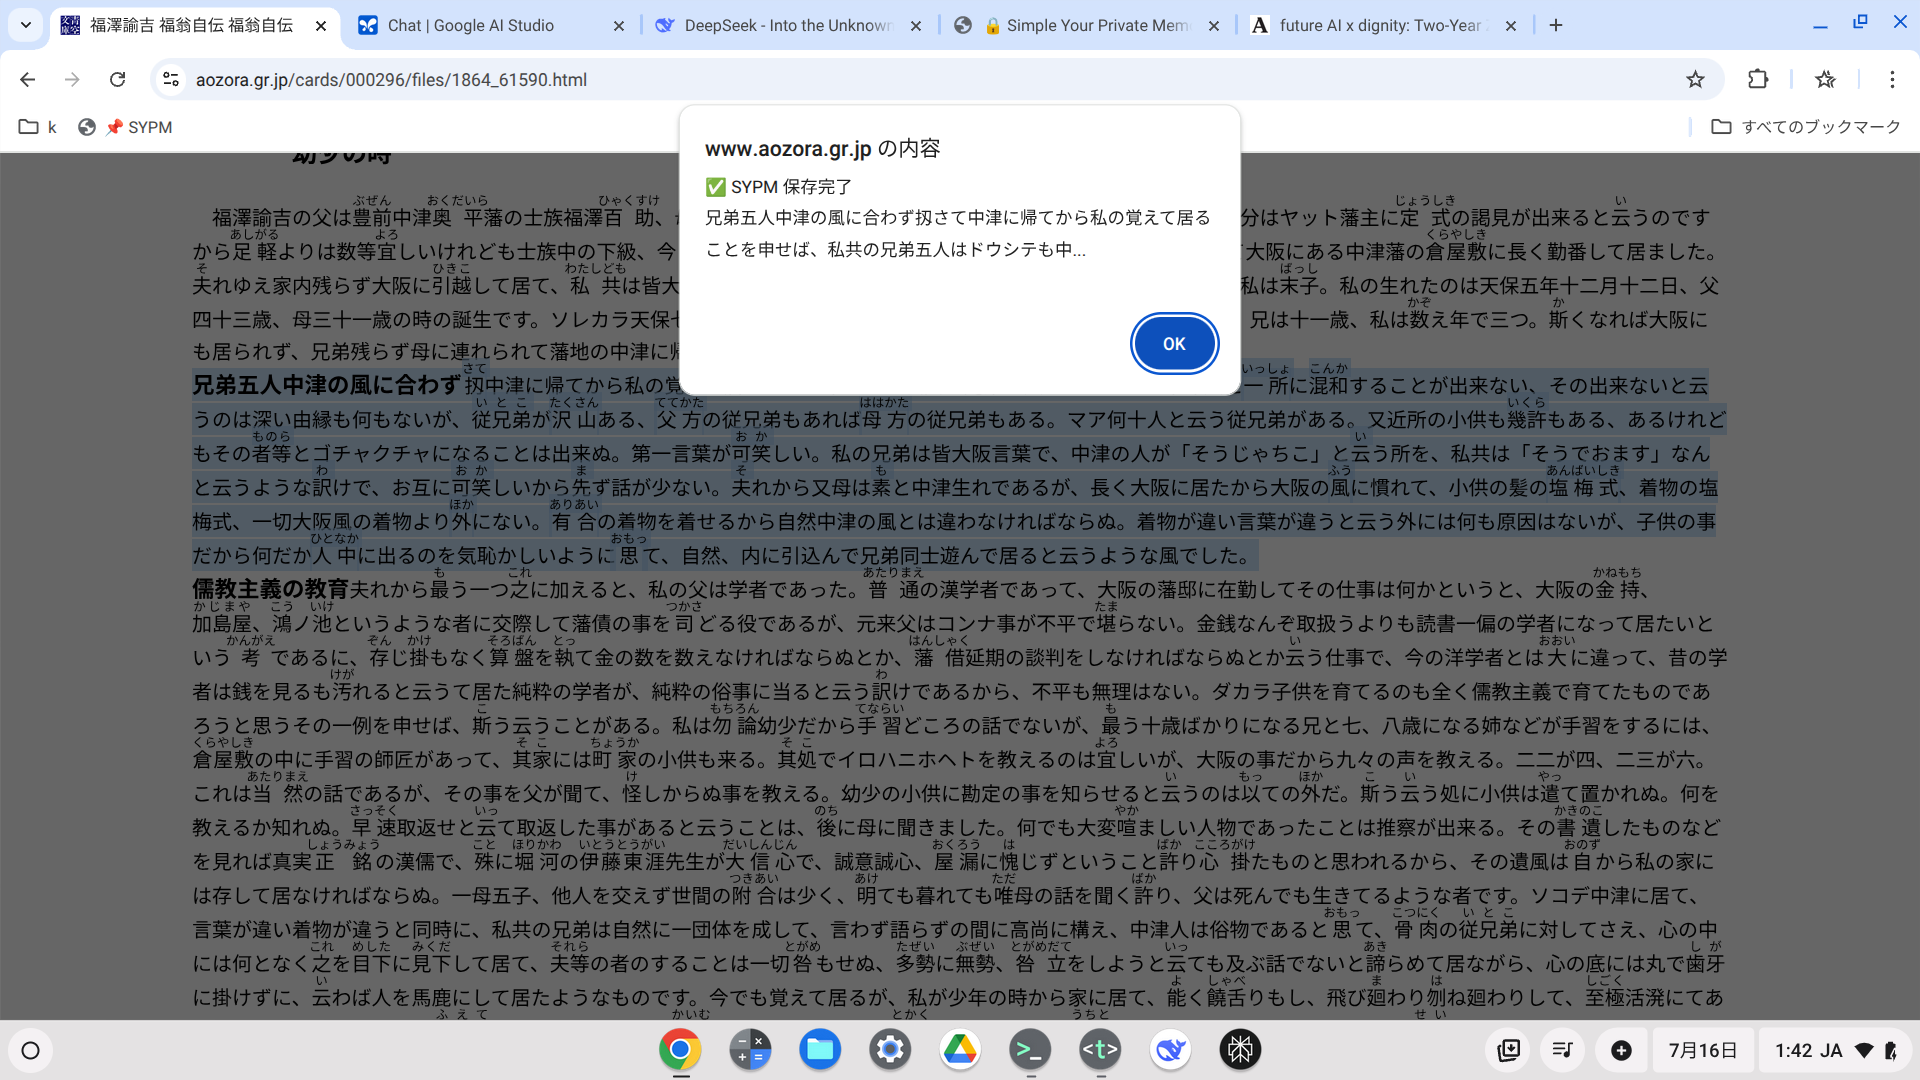 福澤諭吉 福翁自伝 福翁自伝
Chat | Google AI Studio
DeepSeek - Into the Unknown
Simple Your Private Mem
future AI x dignity: Two-Year
aozora.gr.jp/cards/000296/files/1864_61590.html
k
SYPM
すべてのブックマーク
www.aozora.gr.jp の内容
SYPM 保存完了
兄弟五人中津の風に合わず扨さて中津に帰てから私の覚えて居る
ことを申せば、私共の兄弟五人はドウシテも中...
OK
福澤諭吉の父は豊前中津奥平藩の士族福澤百助、
分はヤット藩主に定式の謁見が出来ると云うのです
から足軽よりは数等宜しいけれども士族中の下級、今
大阪にある中津藩の倉屋敷に長く勤番して居ました。
夫れゆえ家内残らず大阪に引越して居て、私共は皆大
私は末子。私の生れたのは天保五年十二月十二日、父
四十三歳、母三十一歳の時の誕生です。ソレカラ天保
兄は十一歳、私は数え年で三つ。斯くなれば大阪に
も居られず、兄弟残らず母に連れられて藩地の中津に
兄弟五人中津の風に合わず扨中津に帰てから私の
一所に混和することが出来ない、その出来ないと云
うのは深い由縁も何もないが、従兄弟が沢山ある、父方の従兄弟もあれば母方の従兄弟もある。マア何十人と云う従兄弟がある。又近所の小供も幾許もある、あるけれど
もその者等とゴチャクチャになることは出来ぬ。第一言葉が可笑しい。私の兄弟は皆大阪言葉で、中津の人が「そうじゃちこ」と云う所を、私共は「そうでおます」なん
と云うような訳けで、お互に可笑しいから先ず話が少ない。夫れから又母は素と中津生れであるが、長く大阪に居たから大阪の風に慣れて、小供の髪の塩梅式、着物の塩
梅式、一切大阪風の着物より外にない。有合の着物を着せるから自然中津の風とは違わなければならぬ。着物が違い言葉が違うと云う外には何も原因はないが、子供の事
だから何だか人中に出るのを気恥かしいように思て、自然、内に引込んで兄弟同士遊んで居ると云うような風でした。
儒教主義の教育夫れから最う一つ之に加えると、私の父は学者であった。普通の漢学者であって、大阪の藩邸に在勤してその仕事は何かというと、大阪の金持、
加島屋、鴻ノ池というような者に交際して藩債の事を司どる役であるが、元来父はコンナ事が不平で堪らない。金銭なんぞ取扱うよりも読書一偏の学者になって居たいと
いう考であるに、存じ掛もなく算盤を執て金の数を数えなければならぬとか、藩借延期の談判をしなければならぬとか云う仕事で、今の洋学者とは大に違って、昔の学
者は銭を見るも汚れると云うて居た純粋の学者が、純粋の俗事に当ると云う訳けであるから、不平も無理はない。ダカラ子供を育てるのも全く儒教主義で育てたものであ
ろうと思うその一例を申せば、斯う云うことがある。私は勿論幼少だから手習どころの話でないが、最う十歳ばかりになる兄と七、八歳になる姉などが手習をするには、
倉屋敷の中に手習の師匠があって、其家には町家の小供も来る。其処でイロハニホヘトを教えるのは宜しいが、大阪の事だから九々の声を教える。二二が四、二三が六。
これは当然の話であるが、その事を父が聞て、怪しからぬ事を教える。幼少の小供に勘定の事を知らせると云うのは以ての外だ。斯う云う処に小供は遣て置かれぬ。何を
教えるか知れぬ。早速取返せと云て取返した事があると云うことは、後に母に聞きました。何でも大変喧ましい人物であったことは推察が出来る。その書遺したものなど
を見れば真実正銘の漢儒で、殊に堀河の伊藤東涯先生が大信心で、誠意誠心、屋漏に愧じずということ許り心掛たものと思われるから、その遺風は自から私の家に
は存して居なければならぬ。一母五子、他人を交えず世間の附合は少く、明ても暮れても唯母の話を聞く許り、父は死んでも生きてるような者です。ソコデ中津に居て、
言葉が違い着物が違うと同時に、私共の兄弟は自然に一団体を成して、言わず語らずの間に高尚に構え、中津人は俗物であると思て、骨肉の従兄弟に対してさえ、心の中
には何となく之を目下に見下して居て、夫等の者のすることは一切咎もせぬ、多勢に無勢、咎立をしようと云ても及ぶ話でないと諦らめて居ながら、心の底には丸で歯牙
に掛けずに、云わば人を馬鹿にして居たようなものです。今でも覚えて居るが、私が少年の時から家に居て、能く饒舌りもし、飛び廻わり刎ね廻わりして、至極活溌にてあ
7月16日
1:42 JA